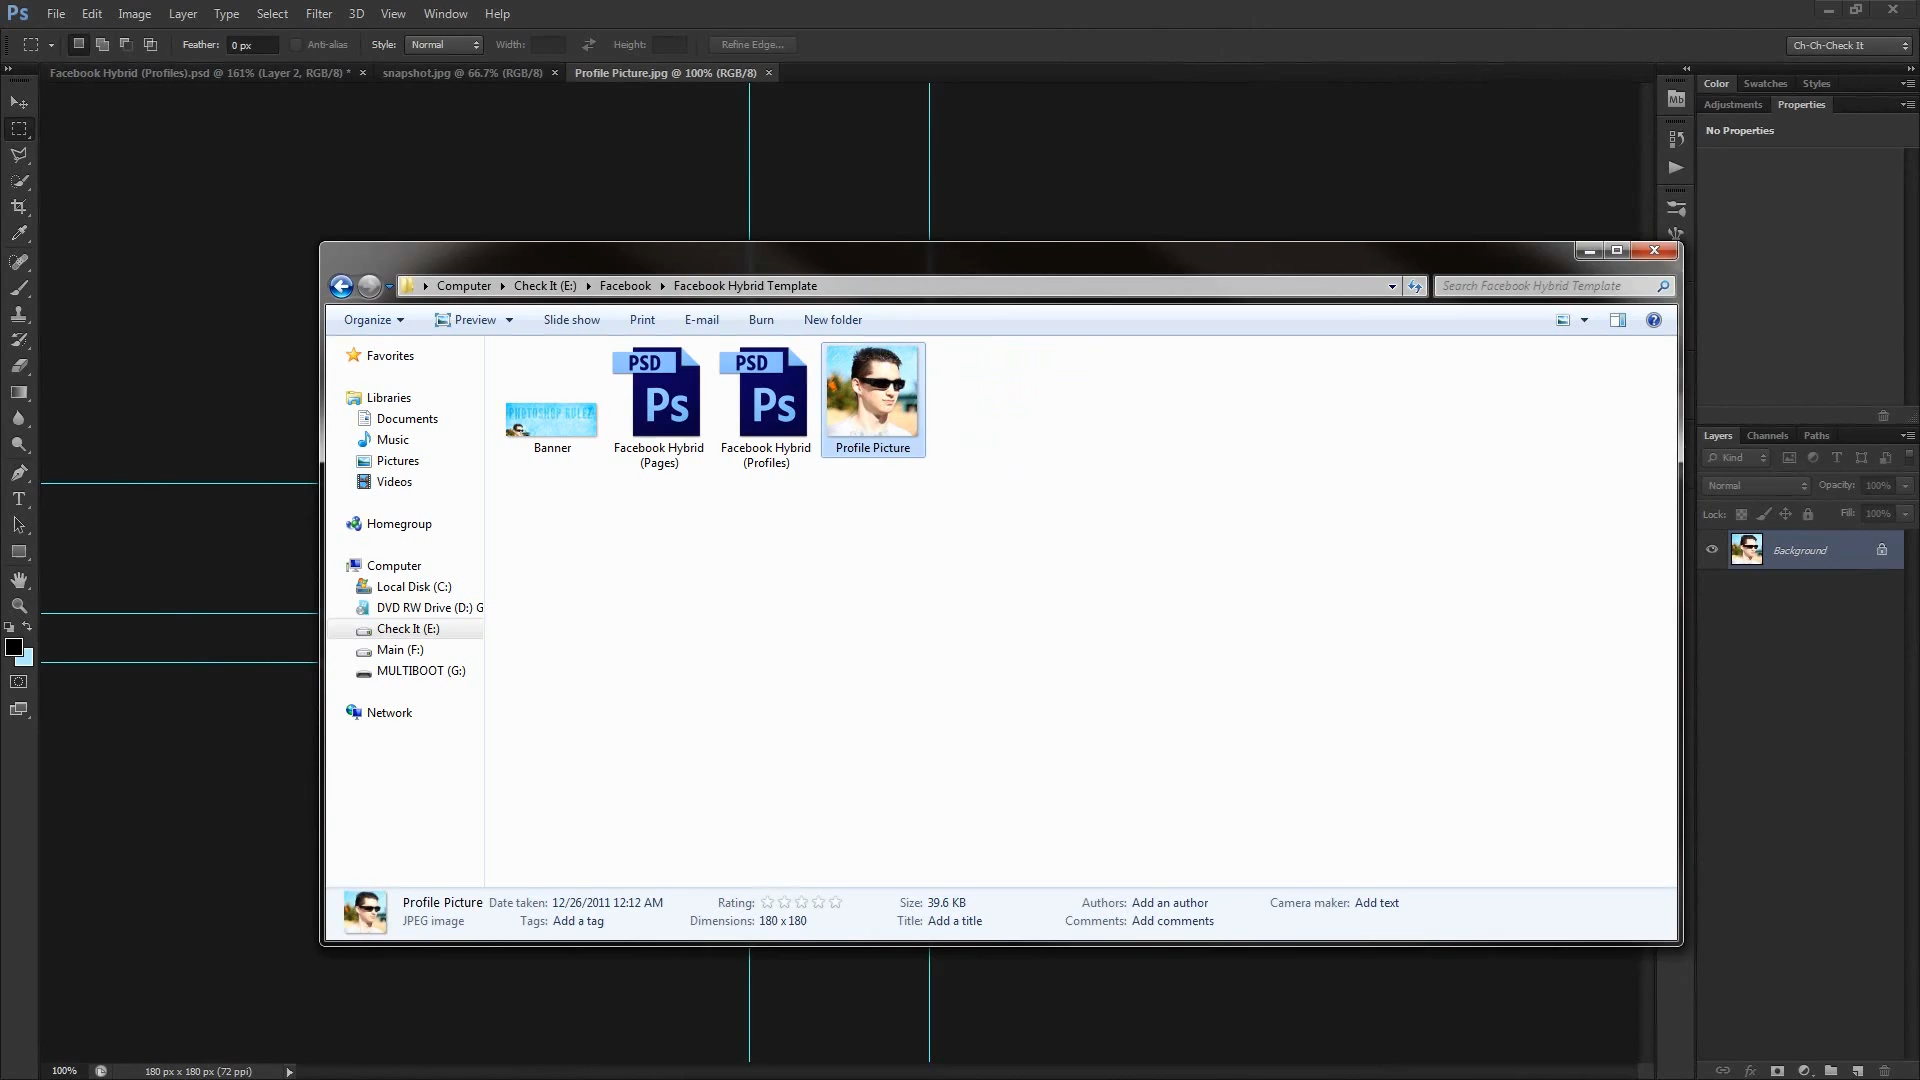 Ps File Edit Image Layer Type Select Filter 3D View Window Help
Feather: 0 px Anti-alias Style: Normal Width: Height: Refine Edge... Ch-Ch-Check It
Facebook Hybrid (Profiles).psd @ 161% (Layer 2, RGB/8) * × snapshot.jpg @ 66.7% (RGB/8) × Profile Picture.jpg @ 100% (RGB/8) ×
Color Swatches Styles
Mb
Adjustments Properties
No Properties
Computer Check It (E:) Facebook Facebook Hybrid Template
Search Facebook Hybrid Template
Organize Preview Slide show Print E-mail Burn New folder
Favorites
Libraries
Documents
Music
Pictures
Videos
Homegroup
Computer
Local Disk (C:)
DVD RW Drive (D:) G
Check It (E:)
Main (F:)
MULTIBOOT (G:)
Network
PHOTOSHOP RULEZ
Banner
PSD
Ps
Facebook Hybrid
(Pages)
PSD
Ps
Facebook Hybrid
(Profiles)
Profile Picture
Profile Picture Date taken: 12/26/2011 12:12 AM Rating: Size: 39.6 KB Authors: Add an author Camera maker: Add text
JPEG image Tags: Add a tag Dimensions: 180 x 180 Title: Add a title Comments: Add comments
Layers Channels Paths
Kind
Normal Opacity: 100%
Lock: Fill: 100%
Background
T
100% 180 px x 180 px (72 ppi)
fx